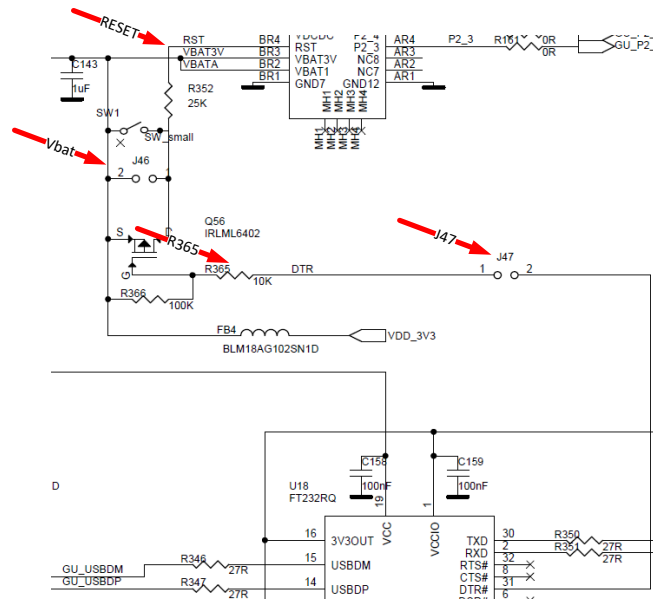 RESET
RST
BR4
RST
P2_4
P2_3
AR4
P2_3
R161
0R
0R
GU_P2_
VBAT3V
BR3
VBAT3V
NC8
AR3
VBATA
BR2
VBAT1
NC7
AR2
BR1
GND7
GND12
AR1
C143
1uF
R352
25K
MH1
MH2
MH3
MH4
MH1
MH2
MH3
SW1
SW_small
Vbat
J46
2
1
S
G
Q56
IRLML6402
R365
J47
J47
1
2
R365
DTR
10K
R366
100K
FB4
VDD_3V3
BLM18AG102SN1D
D
U18
FT232RQ
C158
100nF
C159
100nF
19
1
VCC
VCCIO
16
3V3OUT
TXD
30
R350
27R
RXD
2
R351
27R
15
USBDM
RTS#
32
CTS#
8
14
USBDP
DTR#
31
6
GU_USBDM
R346
27R
GU_USBDP
R347
27R